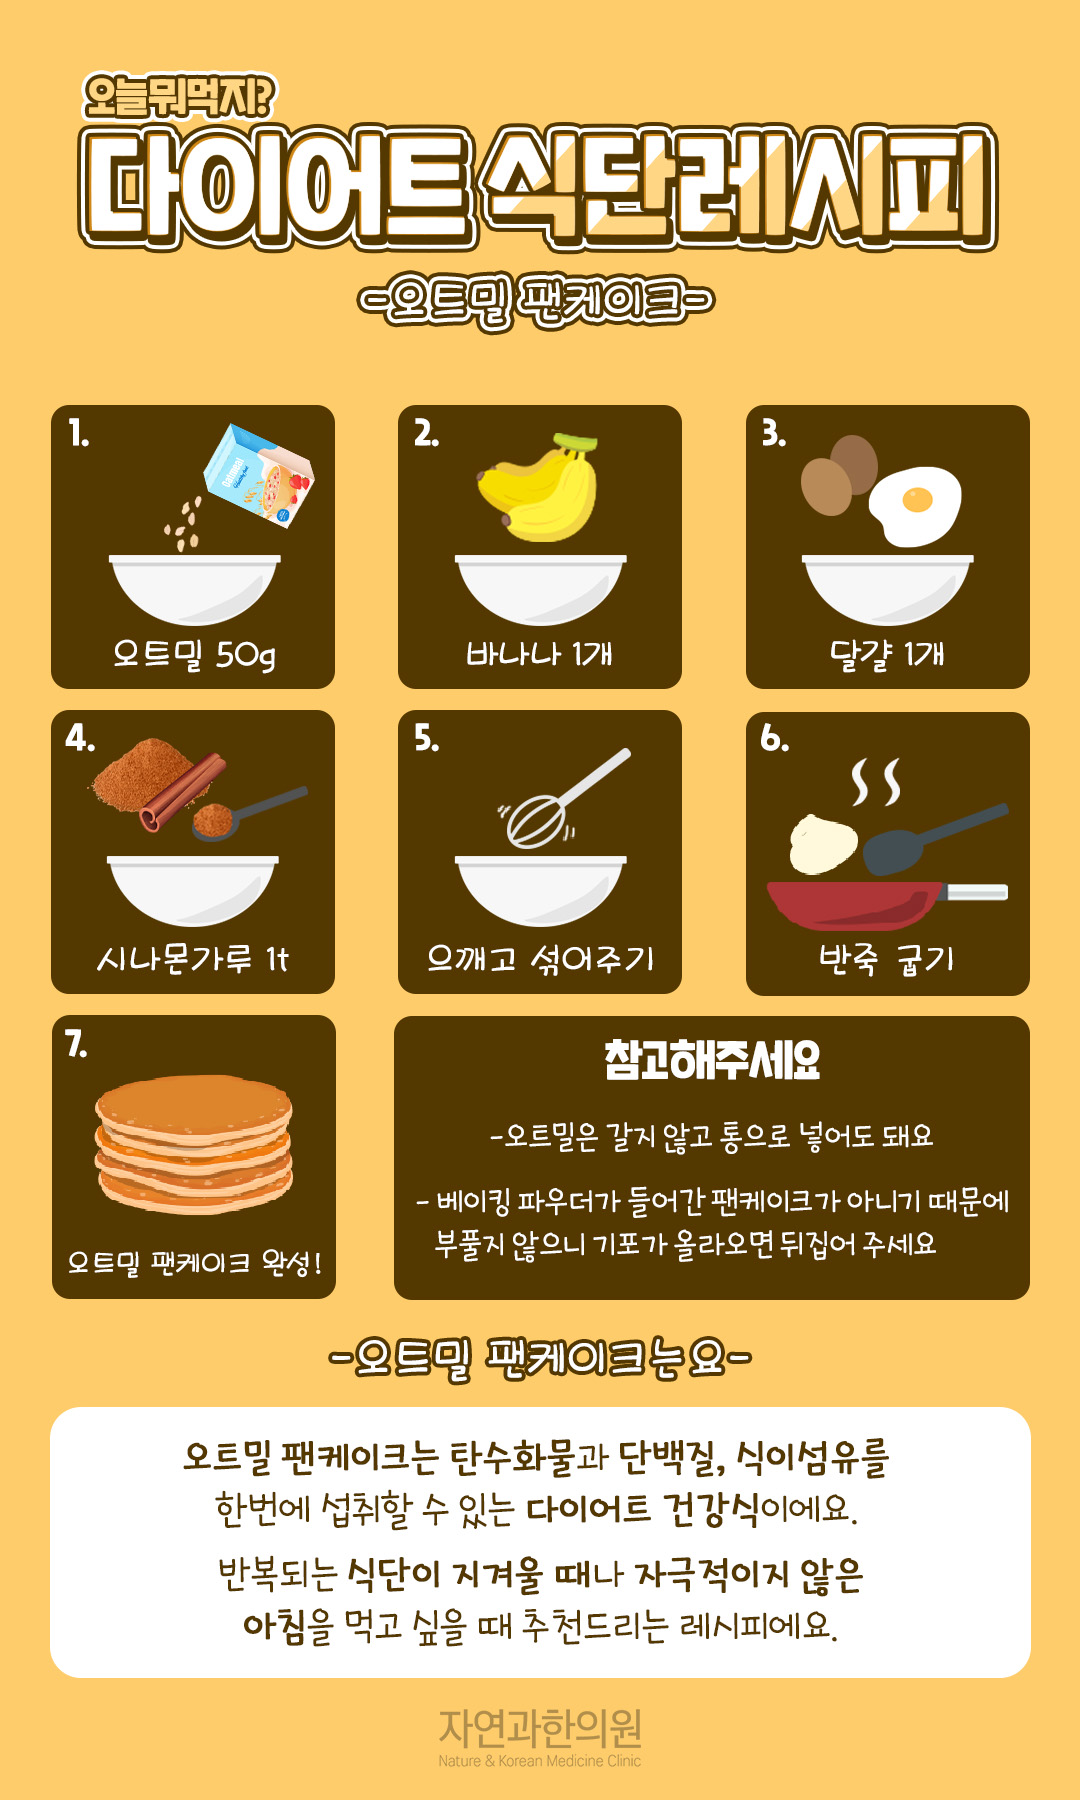 오늘뭐먹지?
다이어트 식단레시피
-오트밀 팬케이크-
1.
oatmeal
오트밀 50g
2.
바나나 1개
3.
달걀 1개
4.
시나몬가루 1t
5.
으깨고 섞어주기
6.
반죽 굽기
7.
오트밀 팬케이크 완성!
참고해주세요
-오트밀은 갈지 않고 통으로 넣어도 돼요
- 베이킹 파우더가 들어간 팬케이크가 아니기 때문에
부풀지 않으니 기포가 올라오면 뒤집어 주세요
-오트밀 팬케이크는요-
오트밀 팬케이크는 탄수화물과 단백질, 식이섬유를
한번에 섭취할 수 있는 다이어트 건강식이에요.
반복되는 식단이 지겨울 때나 자극적이지 않은
아침을 먹고 싶을 때 추천드리는 레시피에요.
자연과한의원
Nature & Korean Medicine Clinic